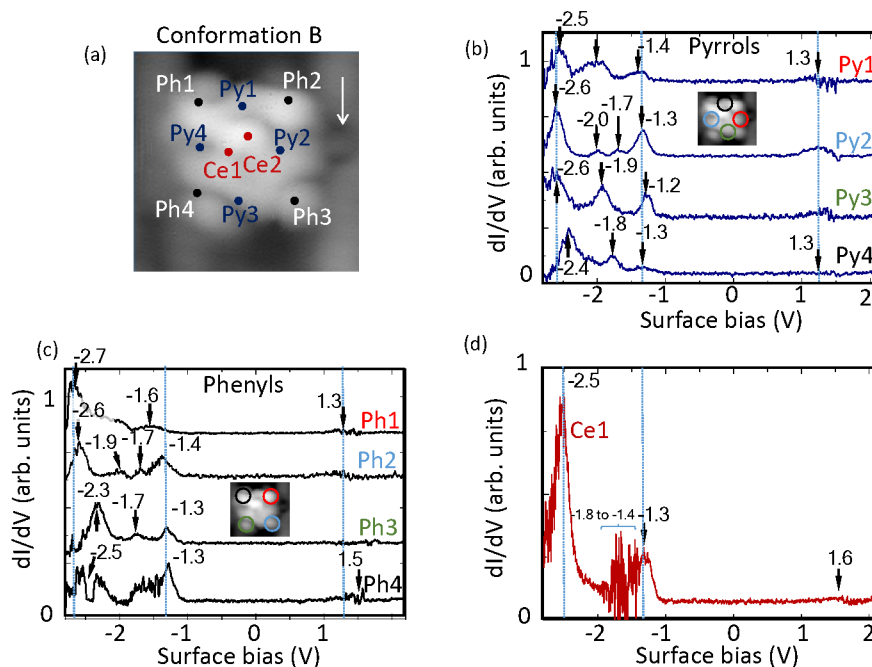 Conformation B
(a)
Ph1
Py1
Ph2
Py4
Py2
Ce1
Ce2
Ph4
Py3
Ph3
(b)
dI/dV (arb. units)
1
0
-2.5
-1.4
Pyrrols
1.3
Py1
-2.6
-2.0
-1.7
-1.3
Py2
-2.6
-1.9
-1.2
Py3
-2.4
-1.8
-1.3
1.3
Py4
-2
-1
0
1
2
Surface bias (V)
(c)
dI/dV (arb. units)
1
0
-2.7
Phenyls
-1.6
1.3
Ph1
-2.6
-1.9
-1.7
-1.4
Ph2
-2.3
-1.7
-1.3
Ph3
-2.5
-1.3
1.5
Ph4
-2
-1
0
1
Surface bias (V)
(d)
dI/dV (arb. units)
1
0
-2.5
Ce1
-1.8 to -1.4
-1.3
1.6
-2
-1
0
1
2
Surface bias (V)